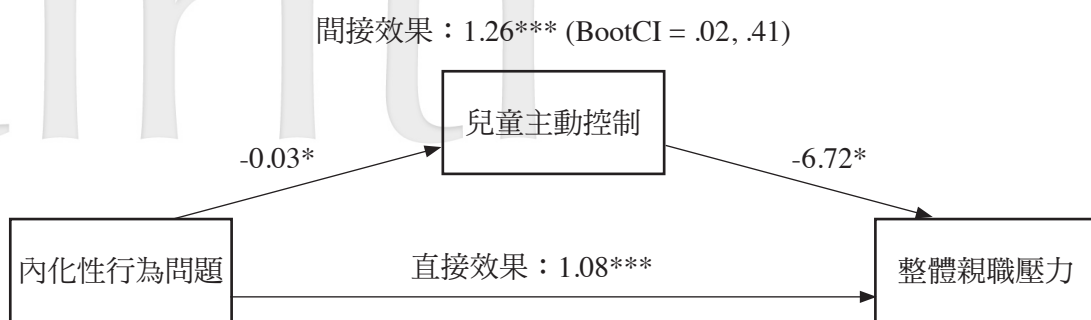 間接效果：1.26*** (BootCI = .02, .41)
兒童主動控制
-0.03*
-6.72*
內化性行為問題
直接效果：1.08***
整體親職壓力